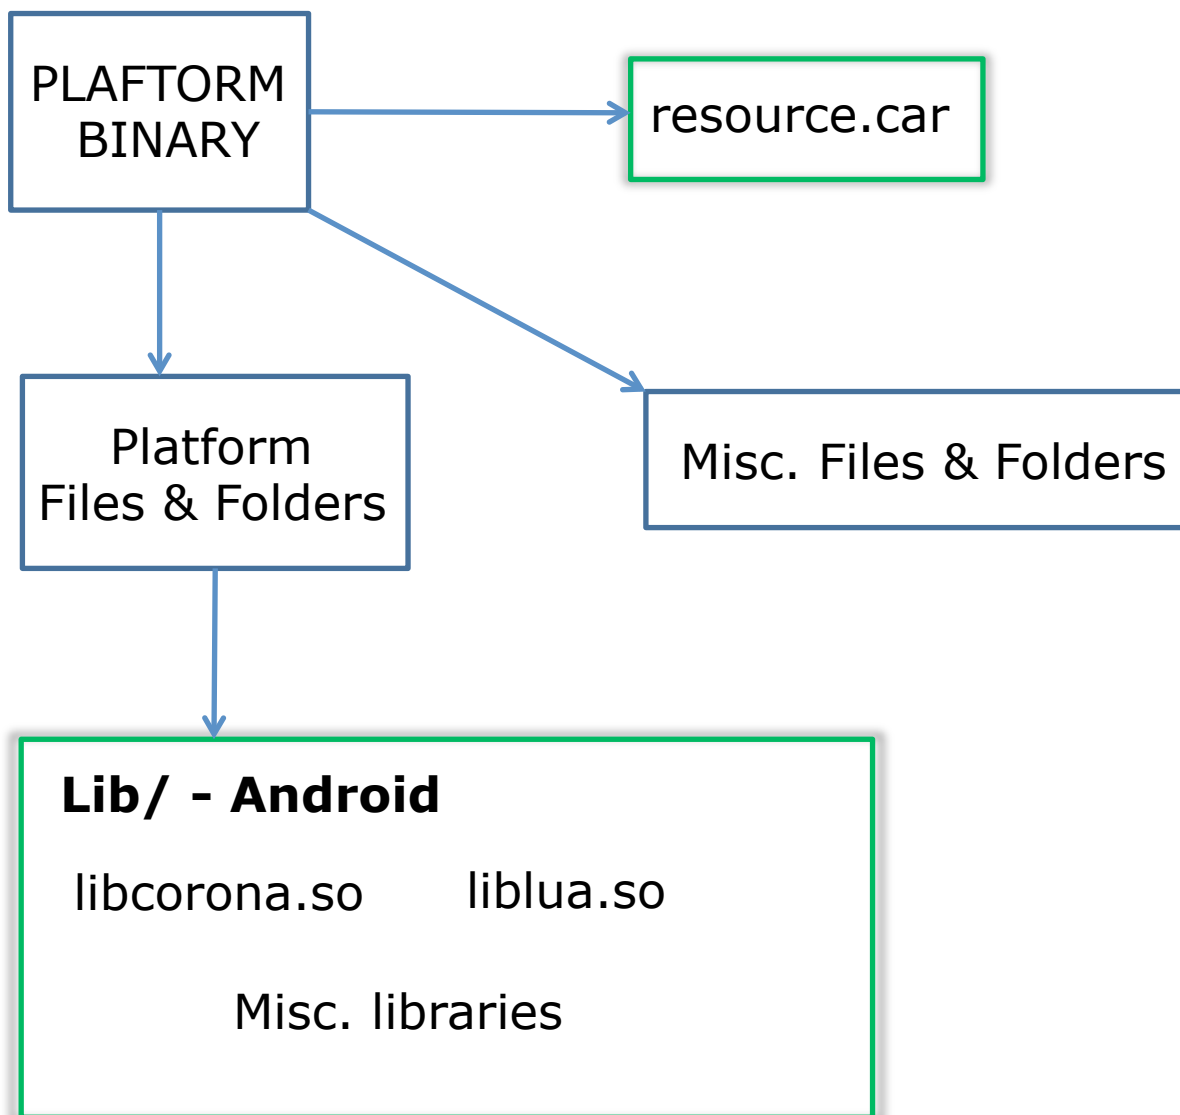 PLAFTORM
BINARY
resource.car
Platform
Files & Folders
Misc. Files & Folders
Lib/ - Android
libcorona.so
liblua.so
Misc. libraries